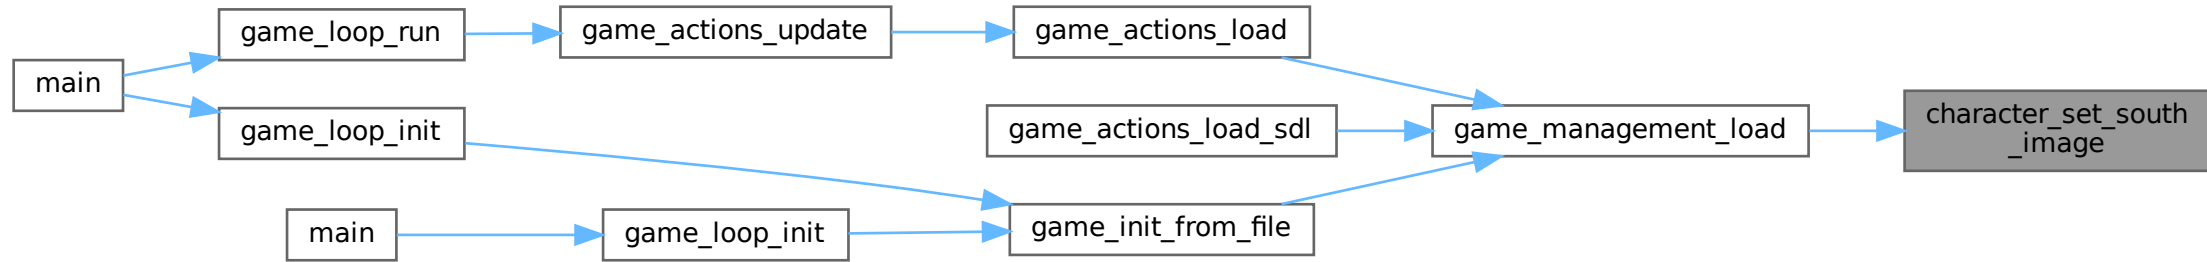 main
game_loop_run
game_actions_update
game_actions_load
game_loop_init
game_actions_load_sdl
game_management_load
character_set_south
_image
main
game_loop_init
game_init_from_file